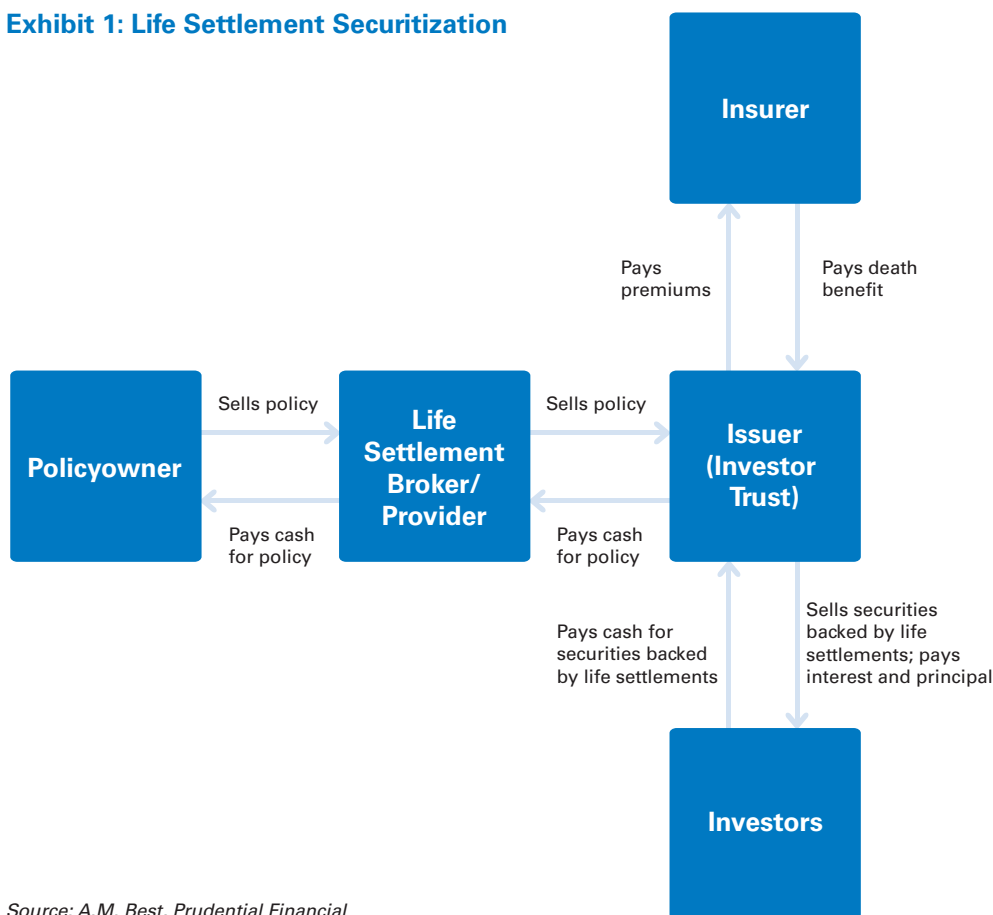 Exhibit 1: Life Settlement Securitization
Insurer
Pays
premiums
Pays death
benefit
Policyowner
Sells policy
Pays cash
for policy
Life
Settlement
Broker/
Provider
Sells policy
Pays cash
for policy
Issuer
(Investor
Trust)
Pays cash for
securities backed
by life settlements
Sells securities
backed by life
settlements; pays
interest and principal
Investors
Source: A.M. Best, Prudential Financial